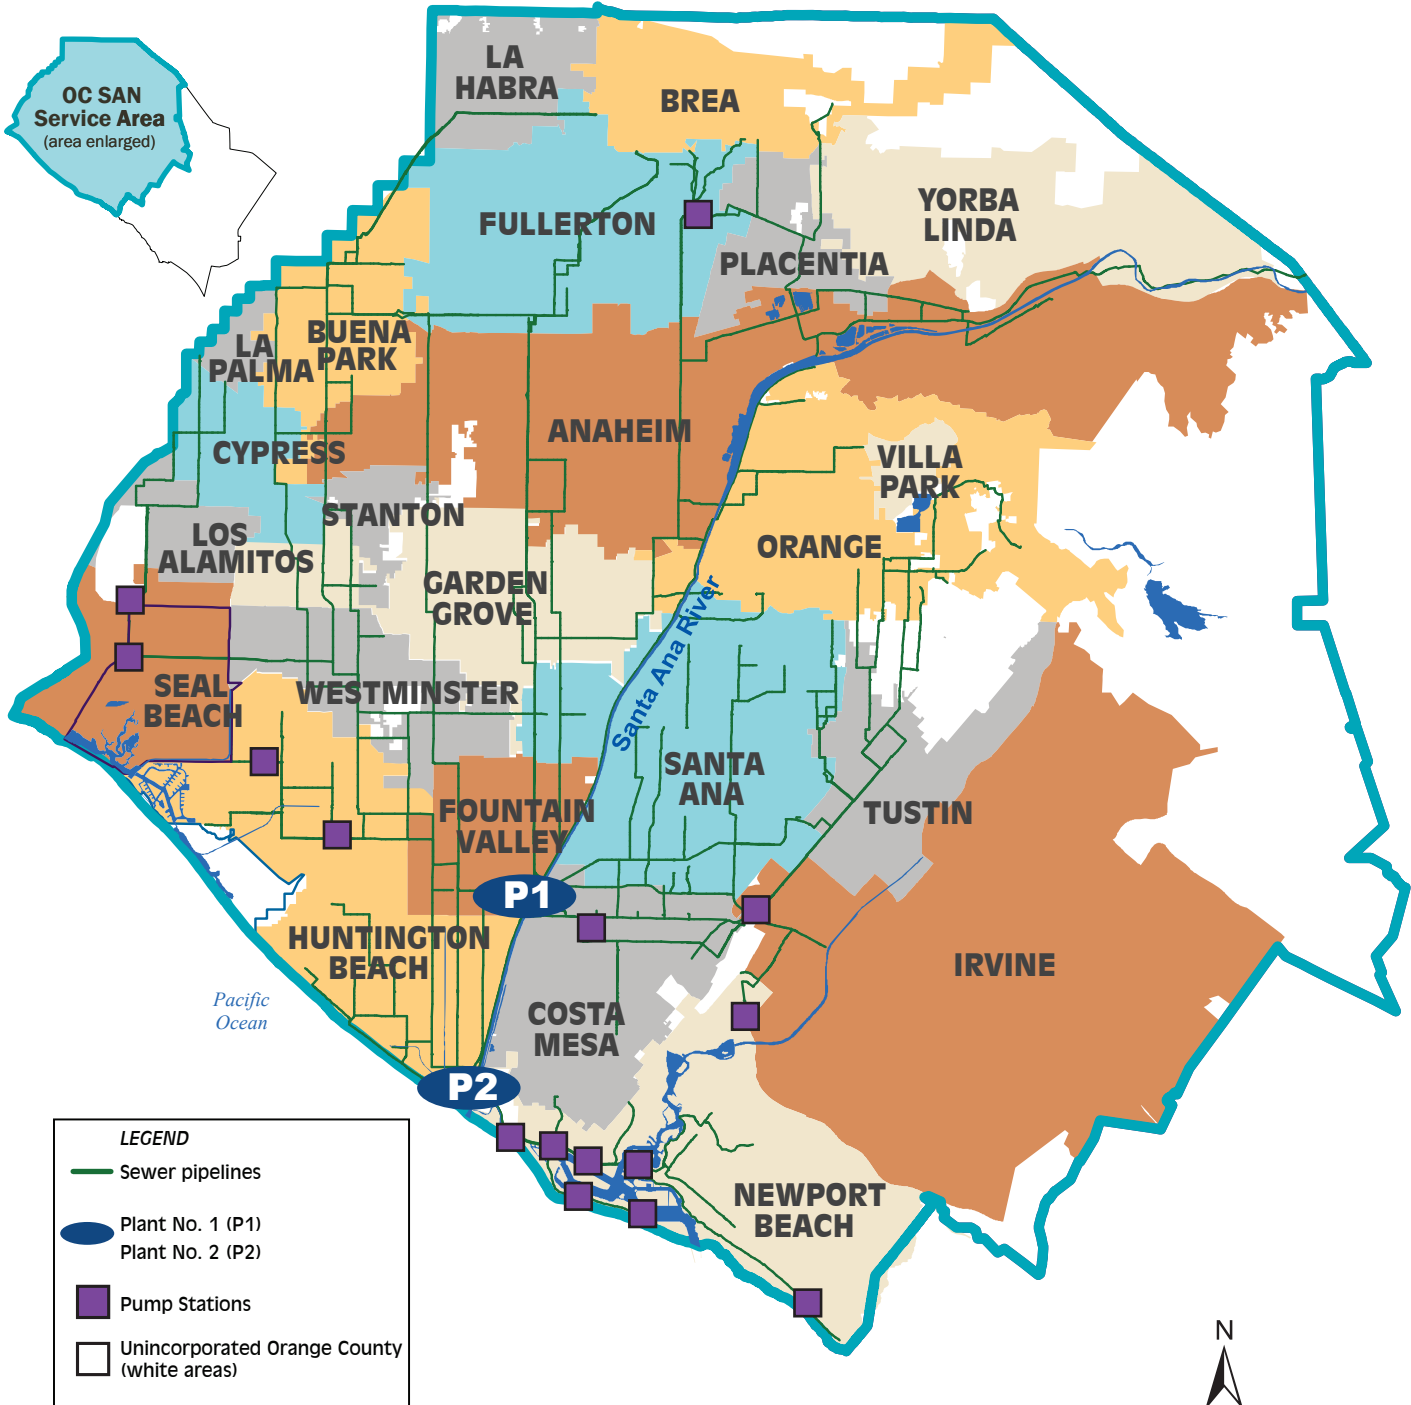 OC SAN
Service Area
(area enlarged)
LA
HABRA
BREA
YORBA
LINDA
FULLERTON
PLACENTIA
BUENA
PARK
LA
PALMA
ANAHEIM
CYPRESS
VILLA
PARK
STANTON
LOS
ALAMITOS
ORANGE
GARDEN
GROVE
Santa Ana River
SEAL
BEACH
WESTMINSTER
SANTA
ANA
FOUNTAIN
VALLEY
TUSTIN
P1
HUNTINGTON
BEACH
IRVINE
Pacific
Ocean
COSTA
MESA
P2
NEWPORT
BEACH
LEGEND
Sewer pipelines
Plant No. 1 (P1)
Plant No. 2 (P2)
Pump Stations
Unincorporated Orange County
(white areas)
N